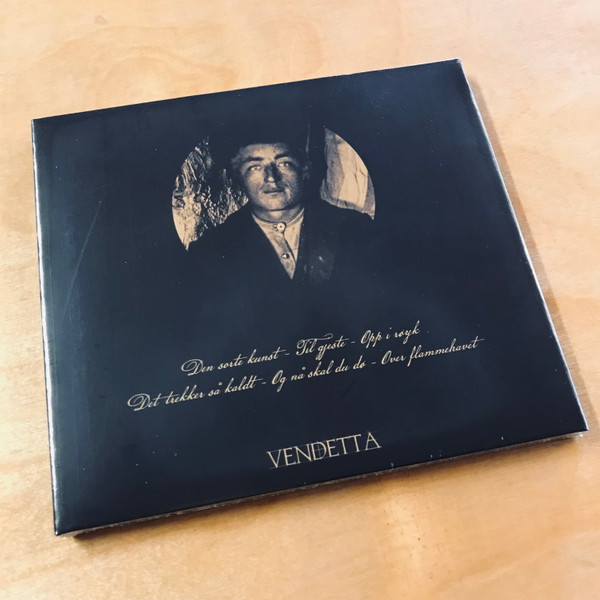 Den sorte kunst - Til gjeste - Opp i røyk
Det trekker så kaldt - Og nå skal du dø - Over flammehavet
VENDETTA